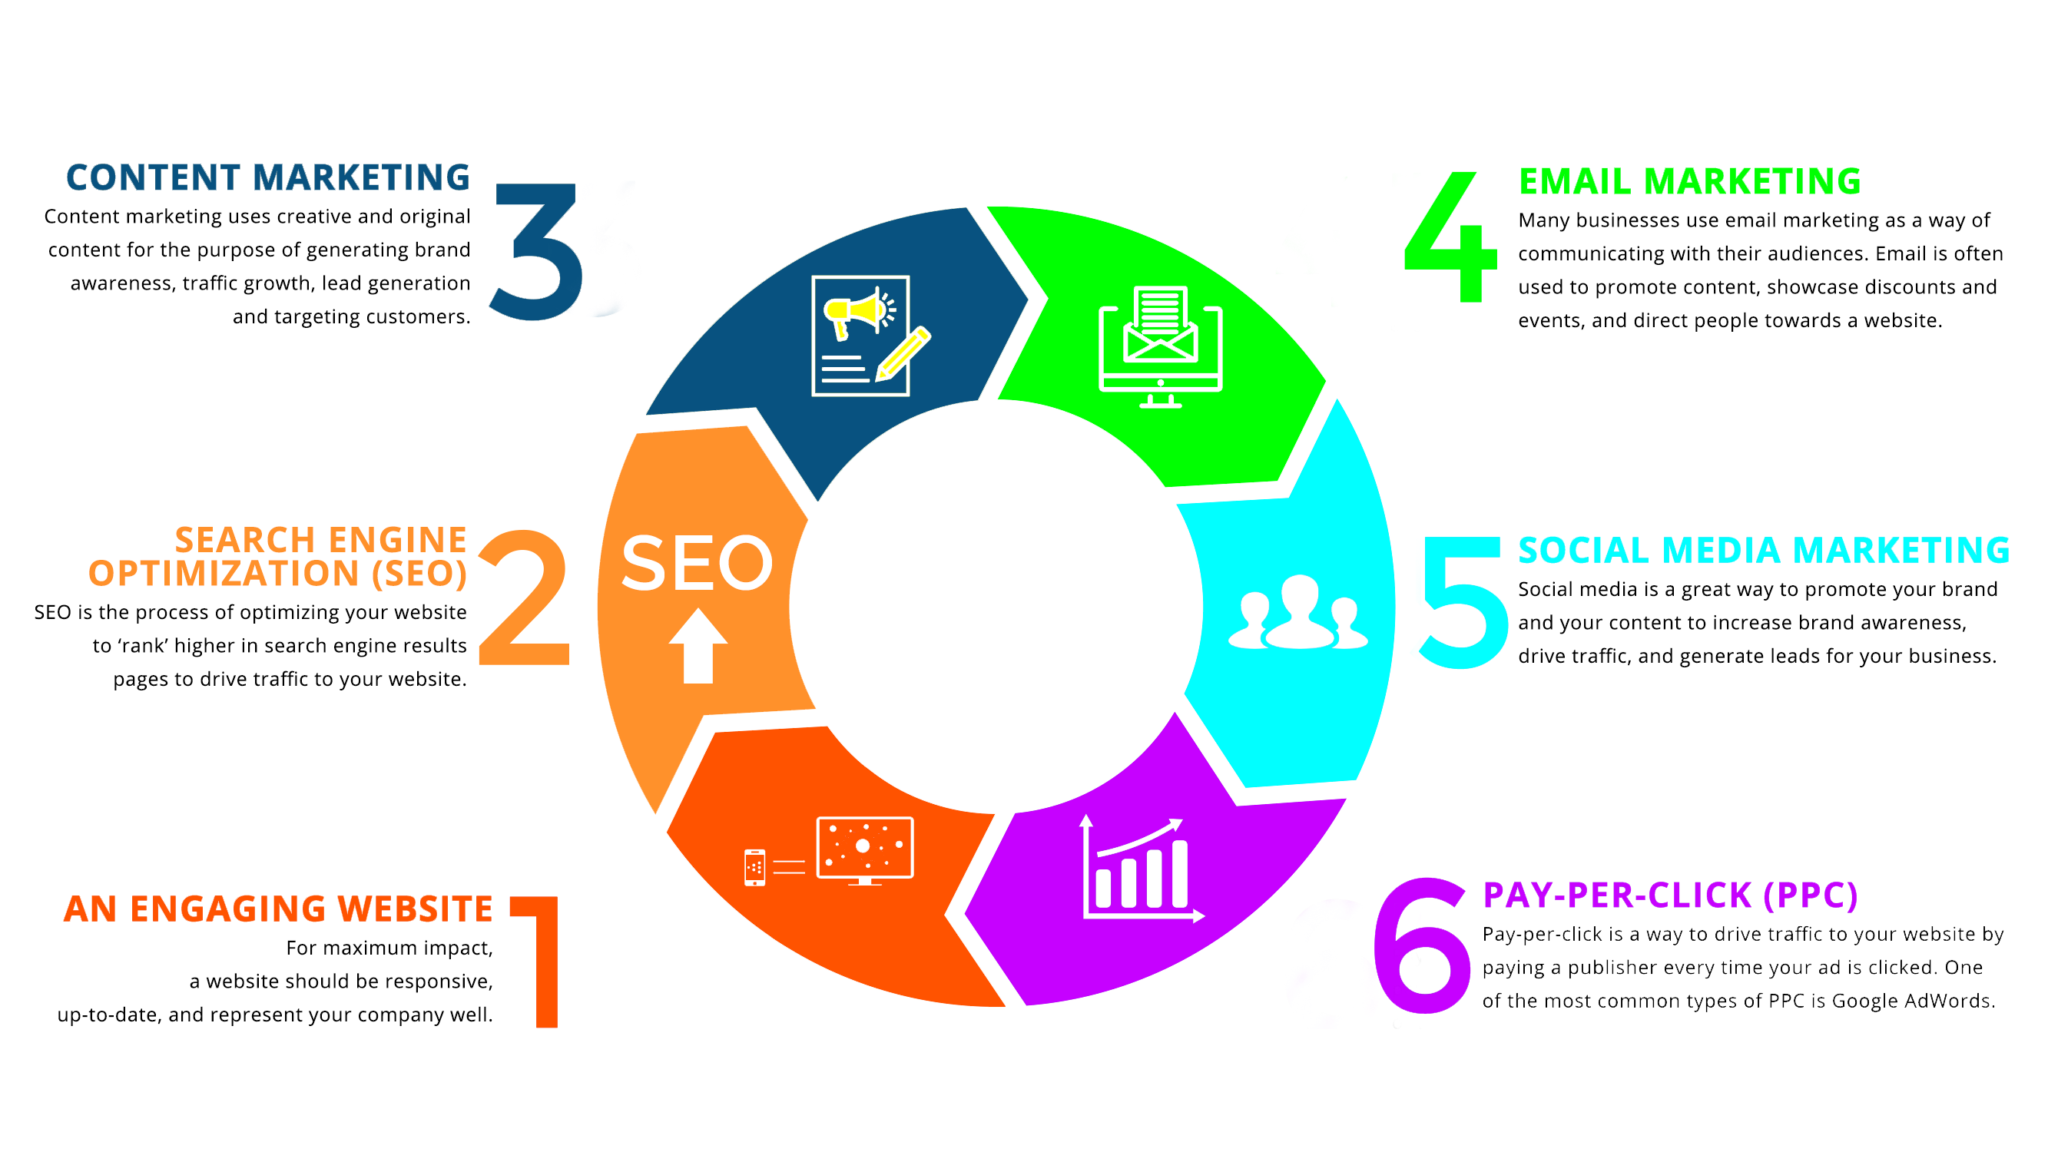 CONTENT MARKETING
Content marketing uses creative and original
content for the purpose of generating brand
awareness, traffic growth, lead generation
and targeting customers.
3
SEARCH ENGINE
OPTIMIZATION (SEO)
SEO is the process of optimizing your website
to ‘rank’ higher in search engine results
pages to drive traffic to your website.
2
AN ENGAGING WEBSITE
For maximum impact,
a website should be responsive,
up-to-date, and represent your company well.
1
SEO
4
EMAIL MARKETING
Many businesses use email marketing as a way of
communicating with their audiences. Email is often
used to promote content, showcase discounts and
events, and direct people towards a website.
5
SOCIAL MEDIA MARKETING
Social media is a great way to promote your brand
and your content to increase brand awareness,
drive traffic, and generate leads for your business.
6
PAY-PER-CLICK (PPC)
Pay-per-click is a way to drive traffic to your website by
paying a publisher every time your ad is clicked. One
of the most common types of PPC is Google AdWords.